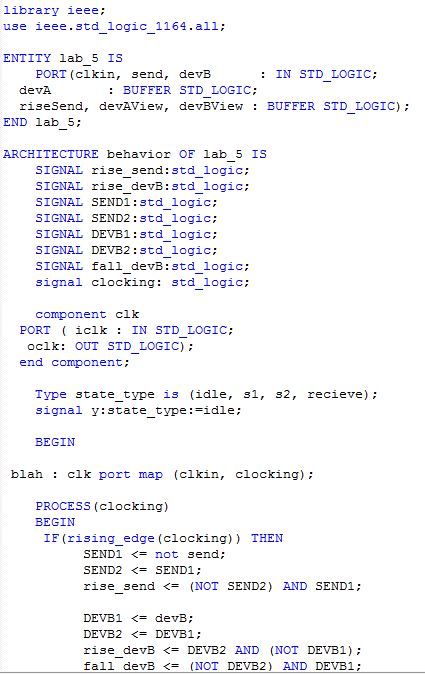 library ieee;
use ieee.std_logic_1164.all;
ENTITY lab_5 IS
PORT(clkin, send, devB : IN STD_LOGIC;
devA : BUFFER STD_LOGIC;
riseSend, devAView, devBView : BUFFER STD_LOGIC);
END lab_5;
ARCHITECTURE behavior OF lab_5 IS
SIGNAL rise_send:std_logic;
SIGNAL rise_devB:std_logic;
SIGNAL SEND1:std_logic;
SIGNAL SEND2:std_logic;
SIGNAL DEVB1:std_logic;
SIGNAL DEVB2:std_logic;
SIGNAL fall_devB:std_logic;
signal clocking: std_logic;
component clk
PORT ( iclk : IN STD_LOGIC;
oclk: OUT STD_LOGIC);
end component;
Type state_type is (idle, s1, s2, recieve);
signal y:state_type:=idle;
BEGIN
blah : clk port map (clkin, clocking);
PROCESS(clocking)
BEGIN
IF(rising_edge(clocking)) THEN
SEND1 <= not send;
SEND2 <= SEND1;
rise_send <= (NOT SEND2) AND SEND1;
DEVB1 <= devB;
DEVB2 <= DEVB1;
rise_devB <= DEVB2 AND (NOT DEVB1);
fall_devB <= (NOT DEVB2) AND DEVB1;